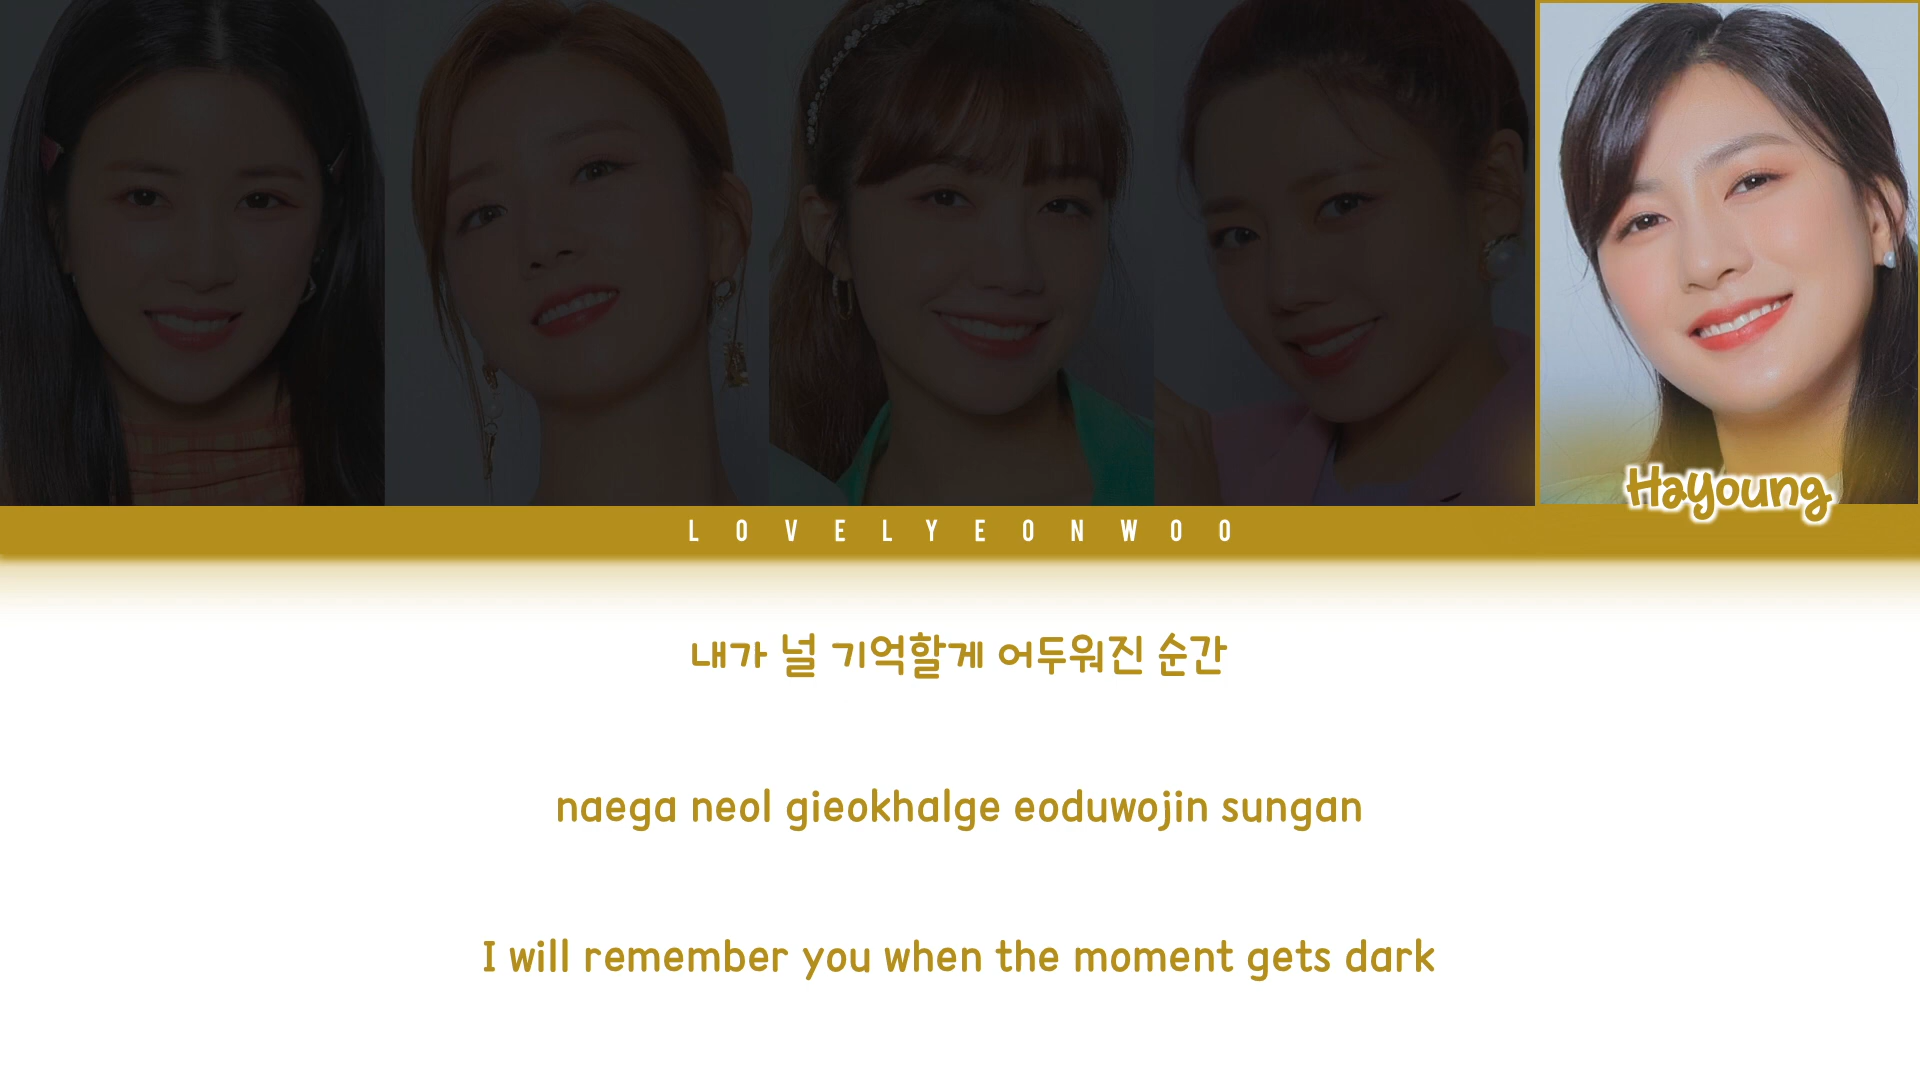 Hayoung
LOVELYEONWOO
내가 널 기억할게 어두워진 순간
naega neol gieokhalge eoduwojin sungan
I will remember you when the moment gets dark